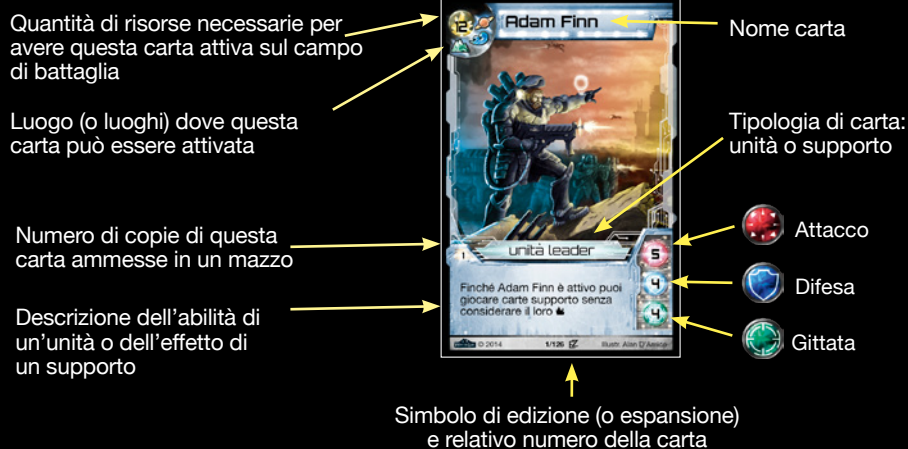 Quantità di risorse necessarie per
avere questa carta attiva sul campo
di battaglia
Luogo (o luoghi) dove questa
carta può essere attivata
Numero di copie di questa
carta ammesse in un mazzo
Descrizione dell'abilità di
un'unità o dell'effetto di
un supporto
12
Adam Finn
unità leader
1
5
4
4
Finché Adam Finn è attivo puoi
giocare carte supporto senza
considerare il loro
© 2014
1/126
Illustr. Alan D'Amico
Nome carta
Tipologia di carta:
unità o supporto
Attacco
Difesa
Gittata
Simbolo di edizione (o espansione)
e relativo numero della carta